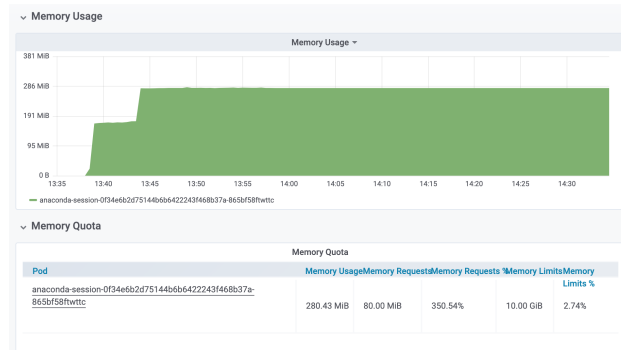 Memory Usage
Memory Usage
381 MiB
286 MiB
191 MiB
95 MiB
0 B
13:35 13:40 13:45 13:50 13:55 14:00 14:05 14:10 14:15 14:20 14:25 14:30
anaconda-session-0f34e6b2d75144b6b6422243f468b37a-865bf58ftwttc
Memory Quota
Memory Quota
Pod Memory Usage Memory Requests Memory Requests % Memory Limits Memory
Limits %
anaconda-session-0f34e6b2d75144b6b6422243f468b37a-
865bf58ftwttc
280.43 MiB 80.00 MiB 350.54% 10.00 GiB 2.74%